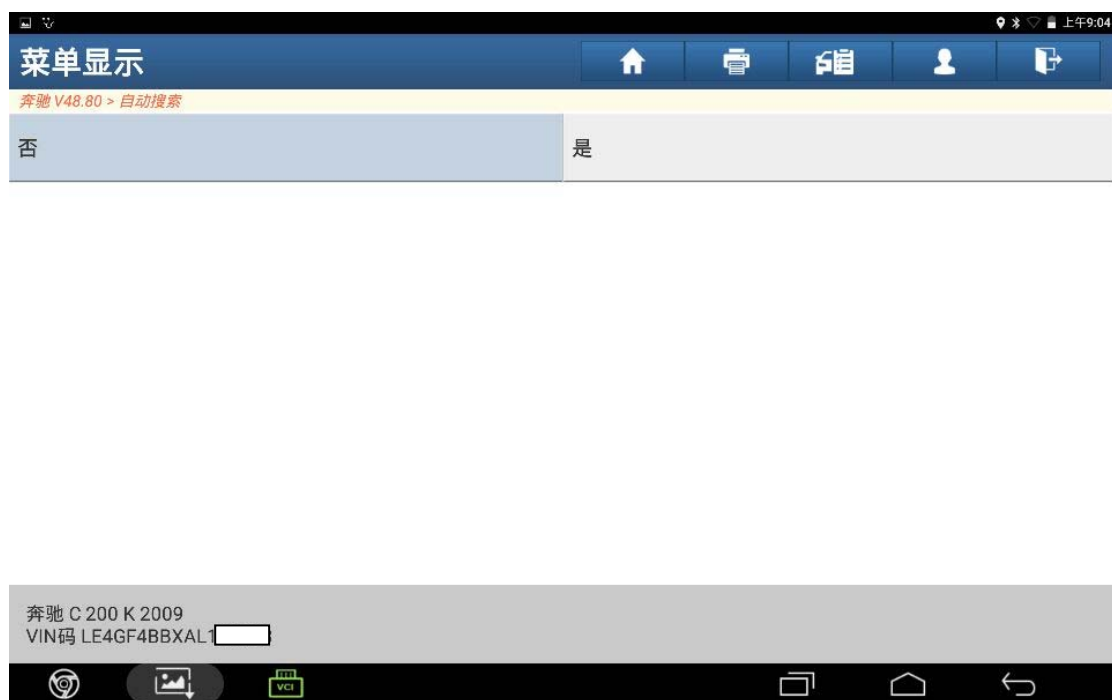 上午9:04
菜单显示
奔驰 V48.80 > 自动搜索
否
是
奔驰 C 200 K 2009
VIN码 LE4GF4BBXAL1
VCI